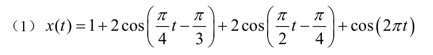 （1） x(t) = 1 + 2cos(π/4 t − π/3) + 2cos(π/2 t − π/4) + cos(2πt)